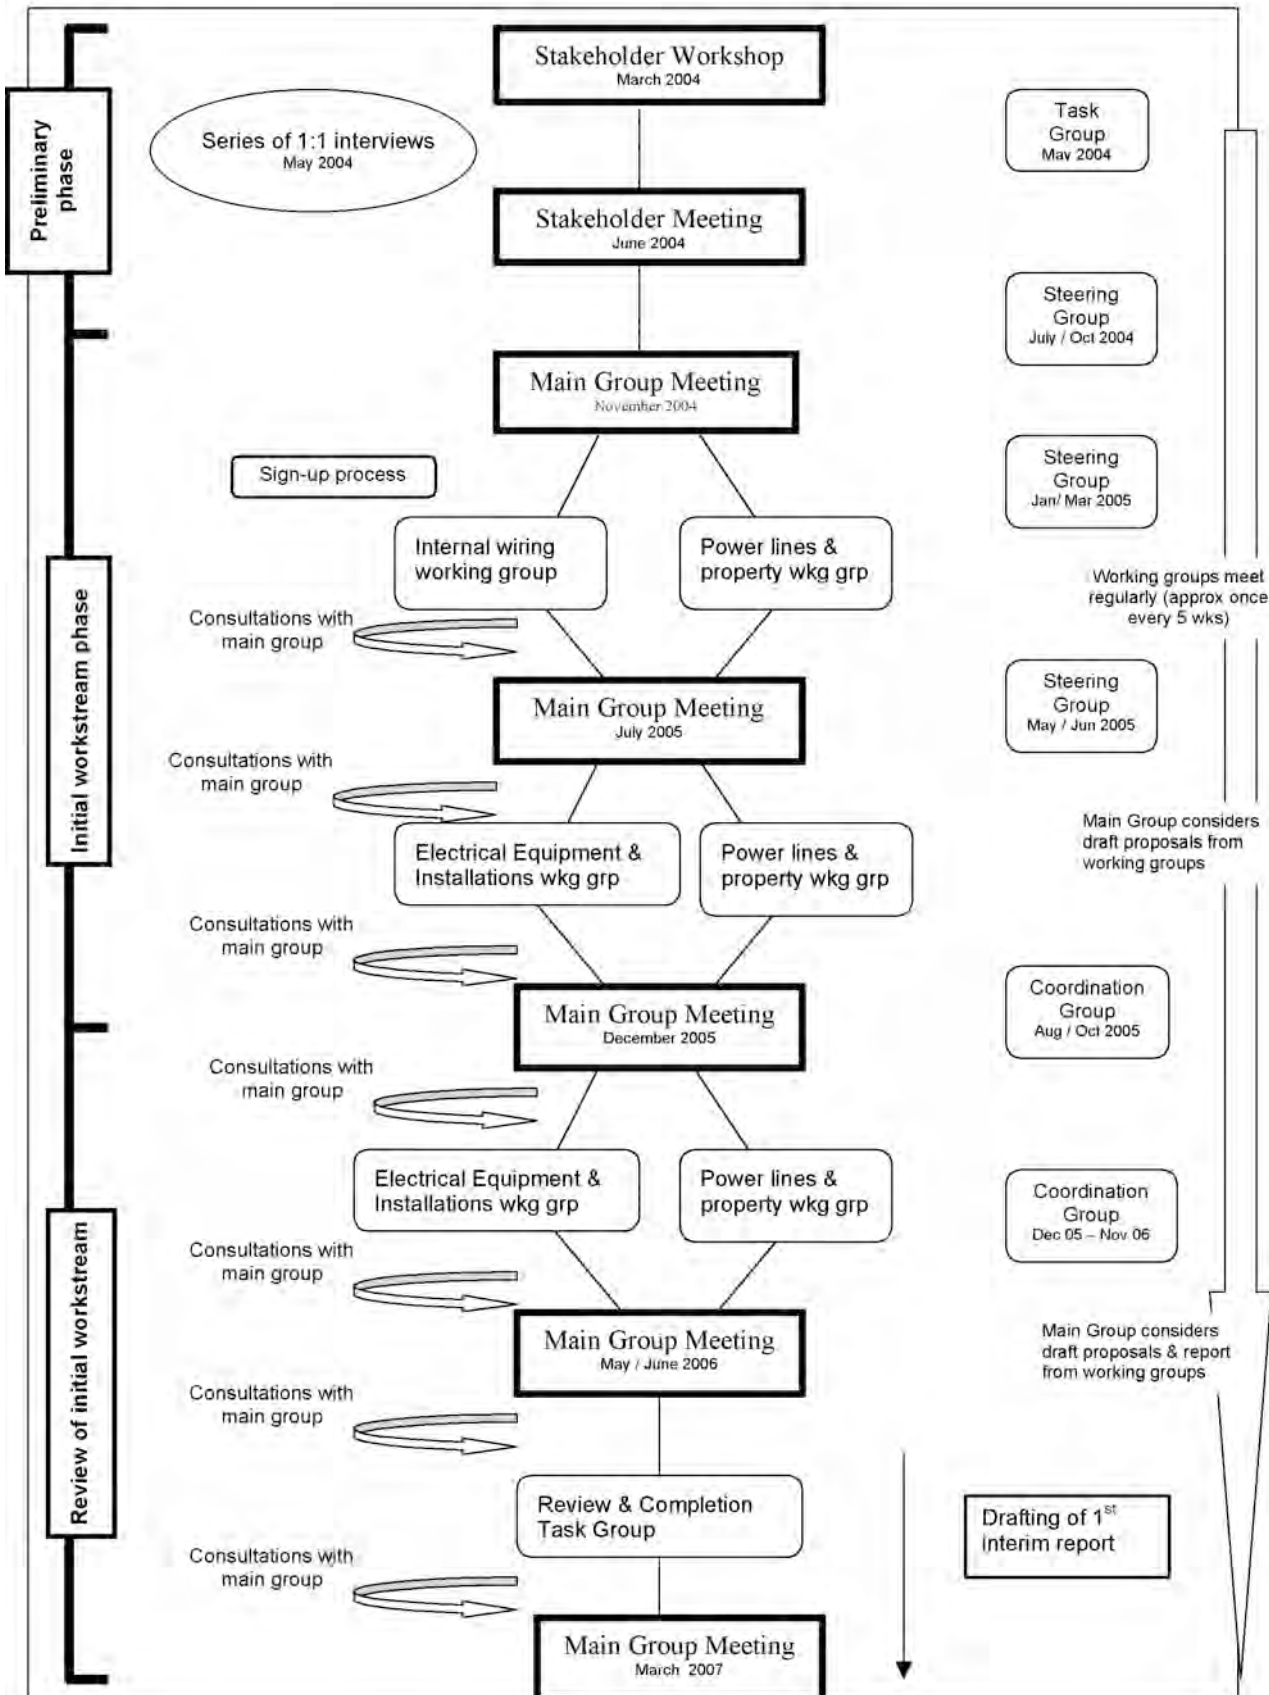 Stakeholder Workshop
March 2004
Preliminary
phase
Series of 1:1 interviews
May 2004
Task
Group
May 2004
Stakeholder Meeting
June 2004
Steering
Group
July / Oct 2004
Main Group Meeting
November 2004
Sign-up process
Steering
Group
Jan/ Mar 2005
Internal wiring
working group
Power lines &
property wkg grp
Initial workstream phase
Working groups meet
regularly (approx once
every 5 wks)
Consultations with
main group
Main Group Meeting
July 2005
Steering
Group
May / Jun 2005
Consultations with
main group
Electrical Equipment &
Installations wkg grp
Power lines &
property wkg grp
Main Group considers
draft proposals from
working groups
Consultations with
main group
Main Group Meeting
December 2005
Coordination
Group
Aug / Oct 2005
Consultations with
main group
Electrical Equipment &
Installations wkg grp
Power lines &
property wkg grp
Coordination
Group
Dec 05 – Nov 06
Review of initial workstream
Consultations with
main group
Main Group Meeting
May / June 2006
Main Group considers
draft proposals & report
from working groups
Consultations with
main group
Review & Completion
Task Group
Drafting of 1st
interim report
Consultations with
main group
Main Group Meeting
March 2007